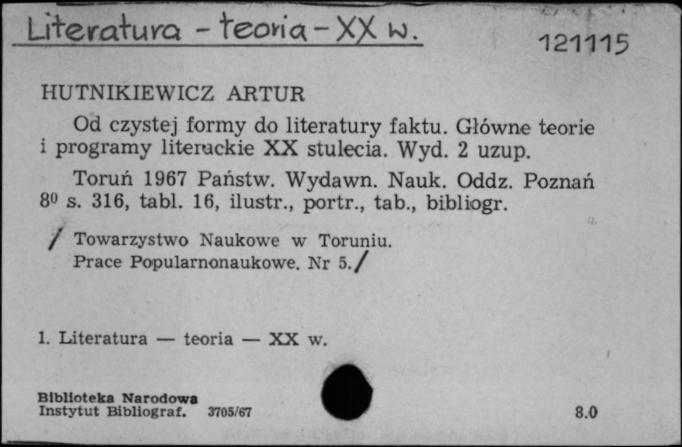 Literatura - teoria - XX w.
121115
HUTNIKIEWICZ ARTUR
Od czystej formy do literatury faktu. Główne teorie
i programy literackie XX stulecia. Wyd. 2 uzup.
Toruń 1967 Państw. Wydawn. Nauk. Oddz. Poznań
8⁰ s. 316, tabl. 16, ilustr., portr., tab., bibliogr.
/ Towarzystwo Naukowe w Toruniu.
Prace Popularnonaukowe. Nr 5./
1. Literatura — teoria — XX w.
Biblioteka Narodowa
Instytut Bibliograf. 3705/67
8.0